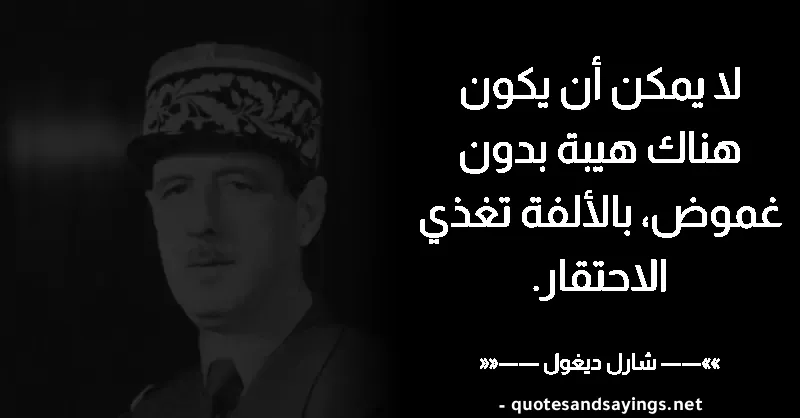 لا يمكن أن يكون
هناك هيبة بدون
غموض، بالألفة تغذي
الاحتقار.
»»—— شارل ديغول ——««
- quotesandsayings.net